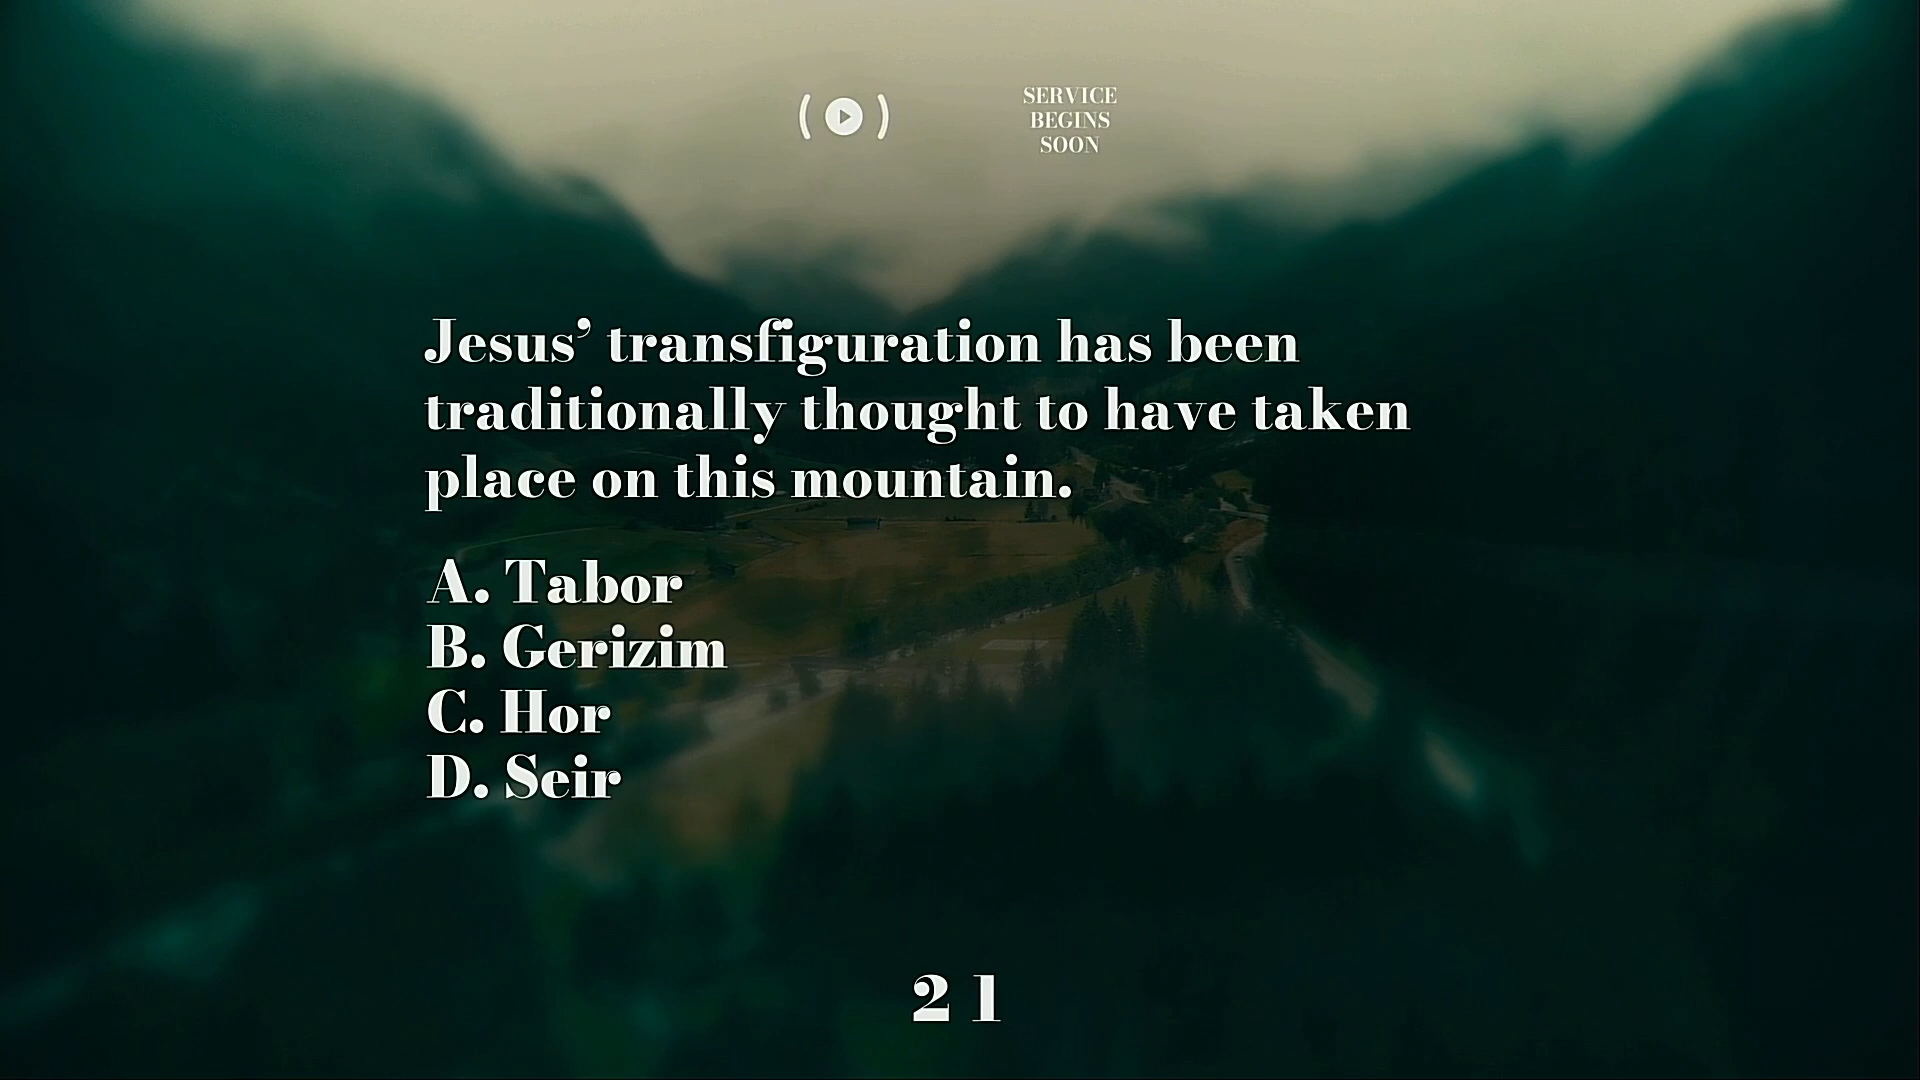 SERVICE
BEGINS
SOON
Jesus’ transfiguration has been
traditionally thought to have taken
place on this mountain.
A. Tabor
B. Gerizim
C. Hor
D. Seir
21